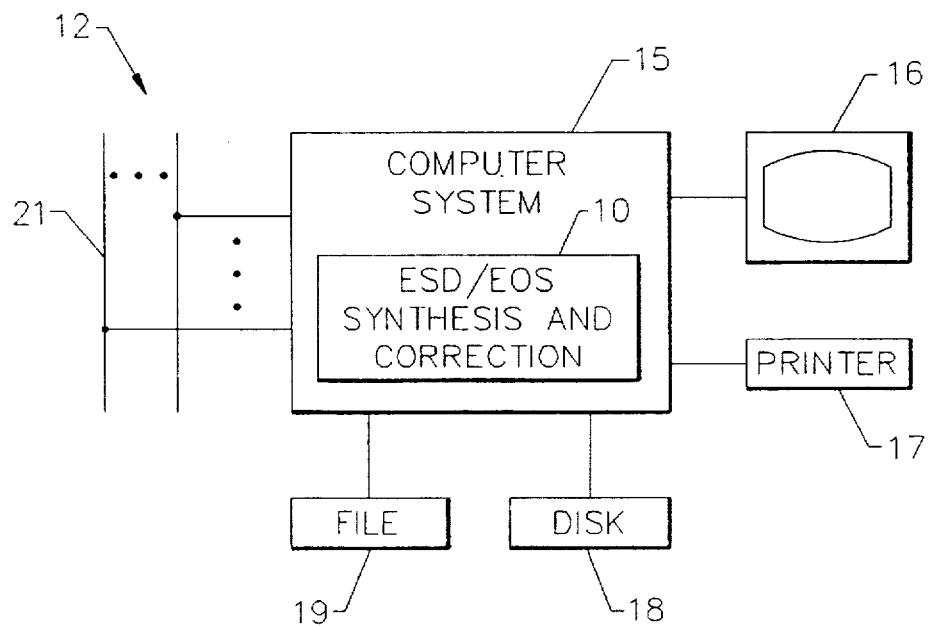 12
15
16
COMPUTER
SYSTEM
21
10
ESD/EOS
SYNTHESIS AND
CORRECTION
PRINTER
17
FILE
DISK
19
18